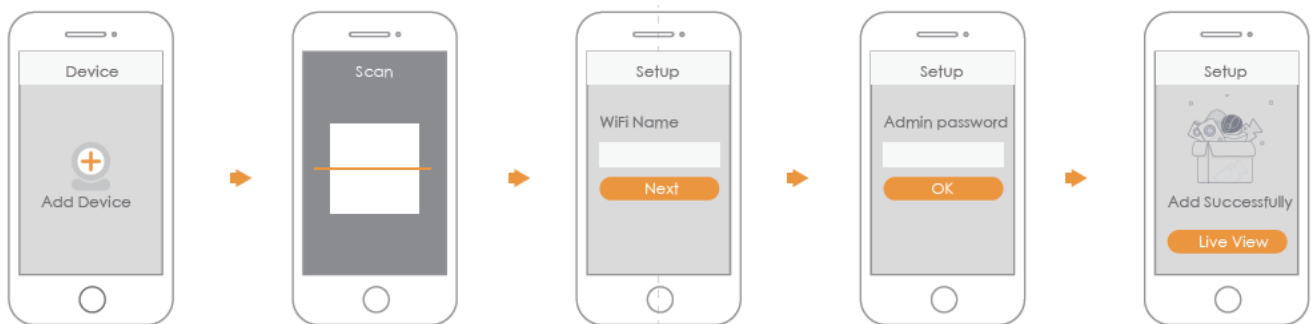 Device
Add Device
Scan
Setup
WiFi Name
Next
Setup
Admin password
OK
Setup
Add Successfully
Live View